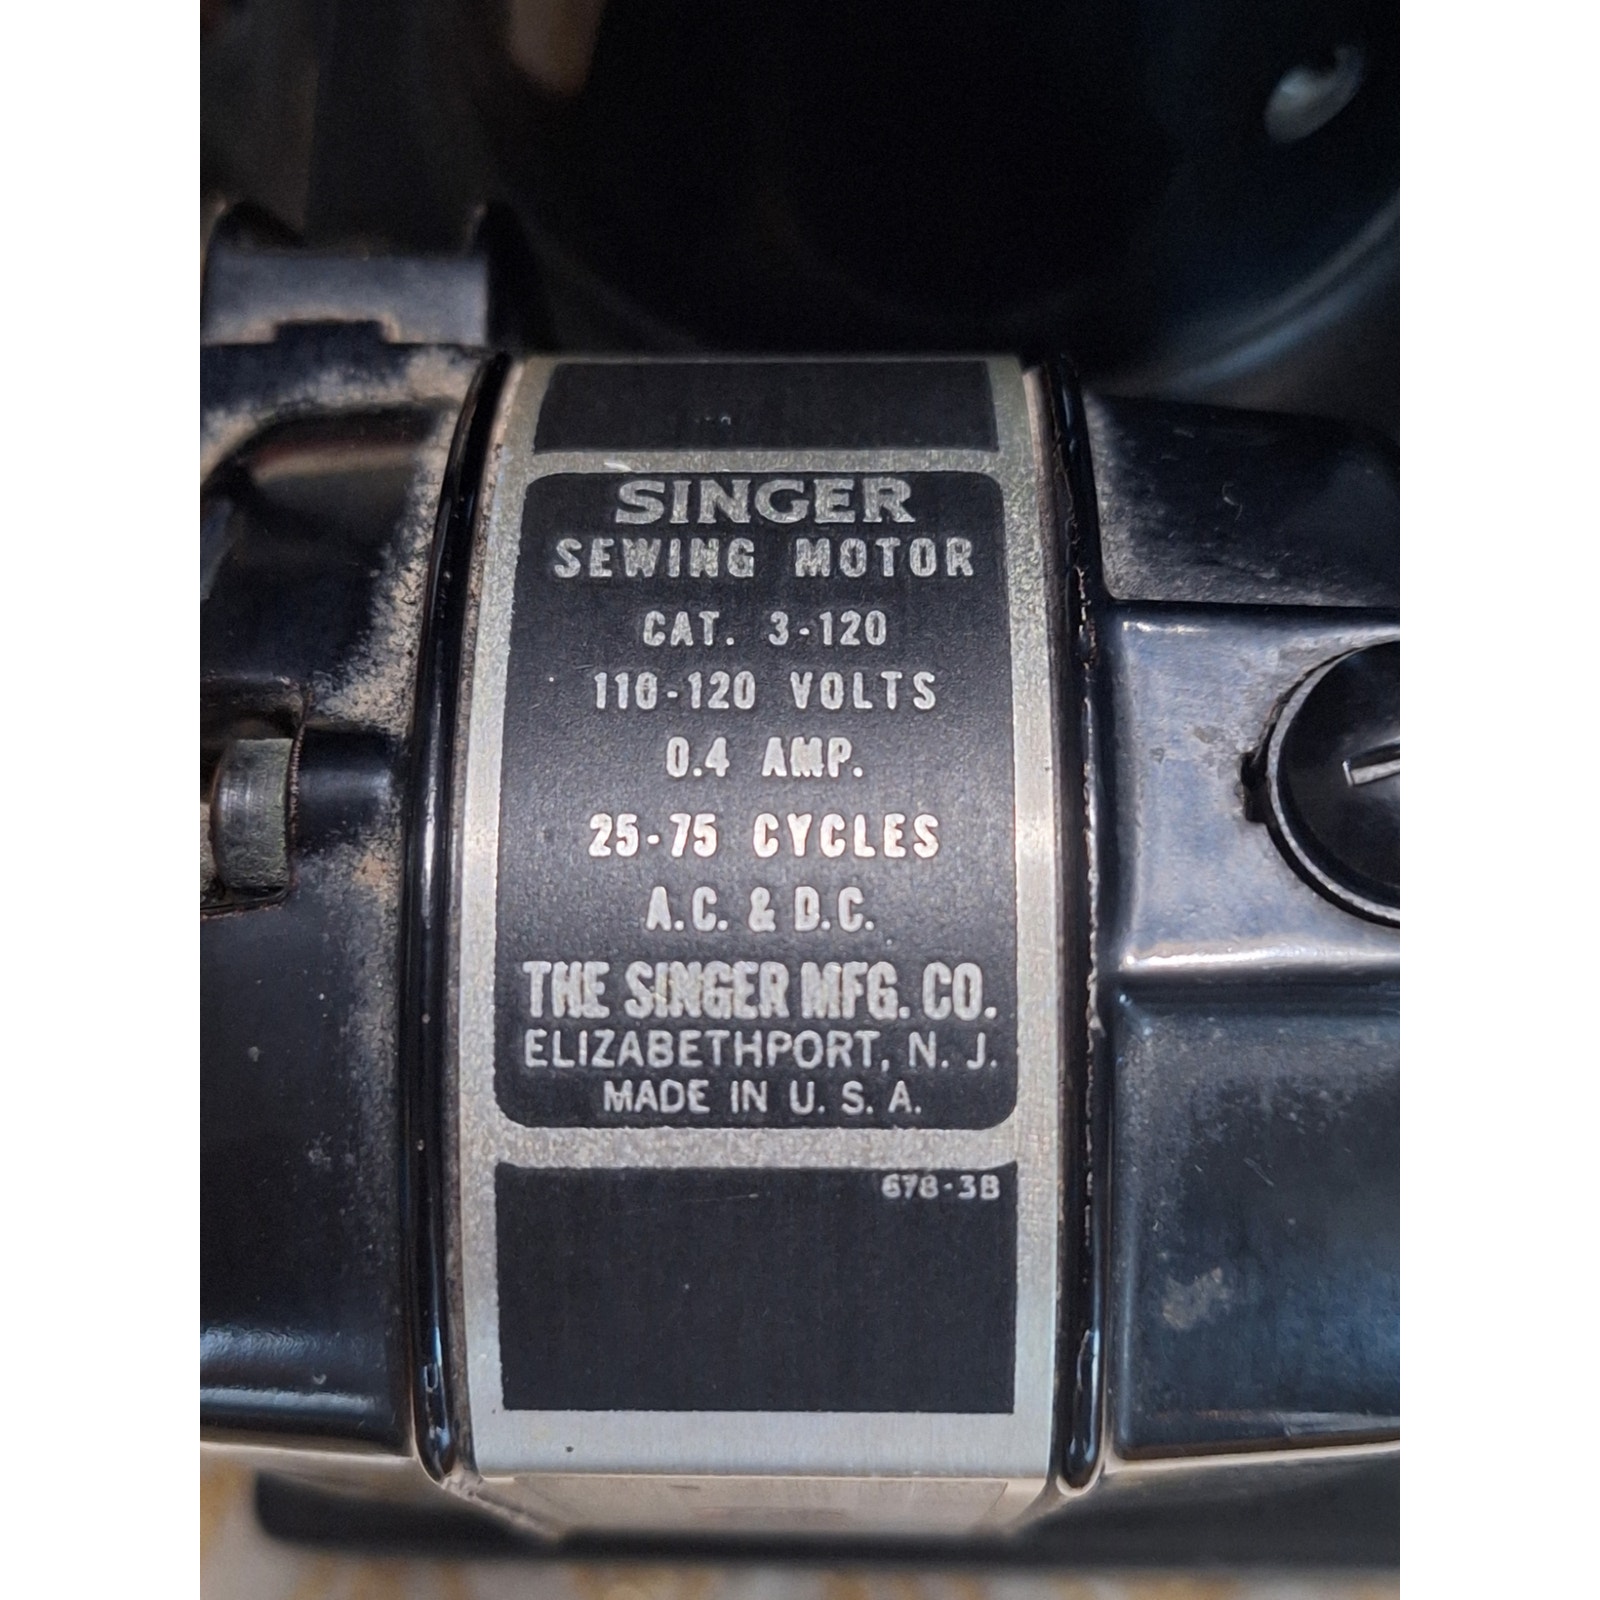 SINGER
SEWING MOTOR
CAT. 3-120
110-120 VOLTS
0.4 AMP.
25-75 CYCLES
A.C. & D.C.
THE SINGER MFG. CO.
ELIZABETHPORT, N. J.
MADE IN U. S. A.
678-3B